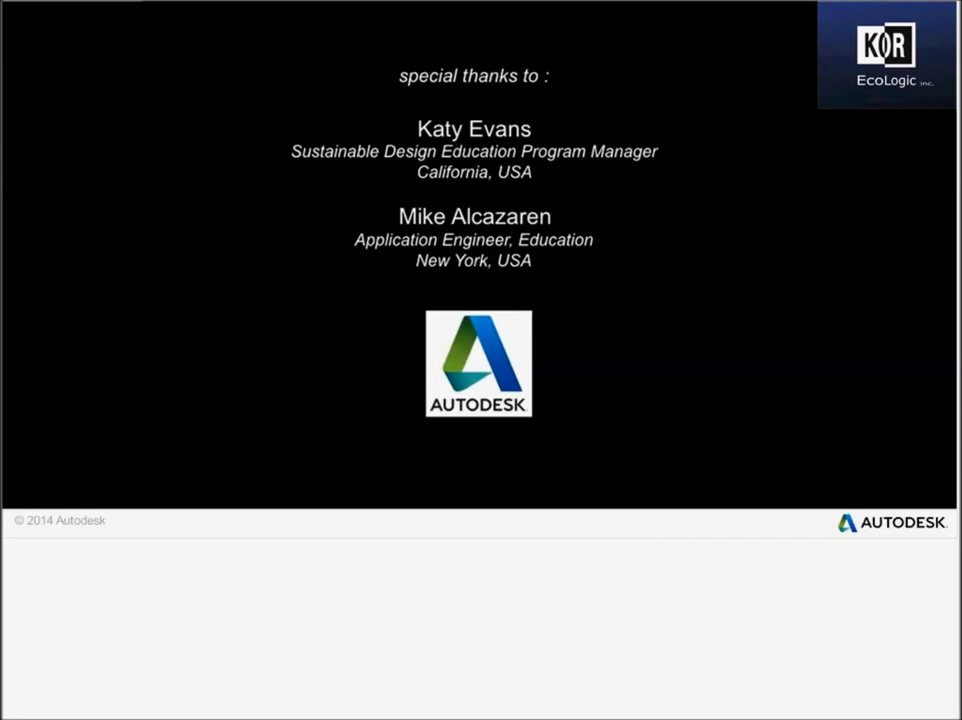 KOR
EcoLogic inc.
special thanks to :
Katy Evans
Sustainable Design Education Program Manager
California, USA
Mike Alcazaren
Application Engineer, Education
New York, USA
AUTODESK
© 2014 Autodesk
AUTODESK